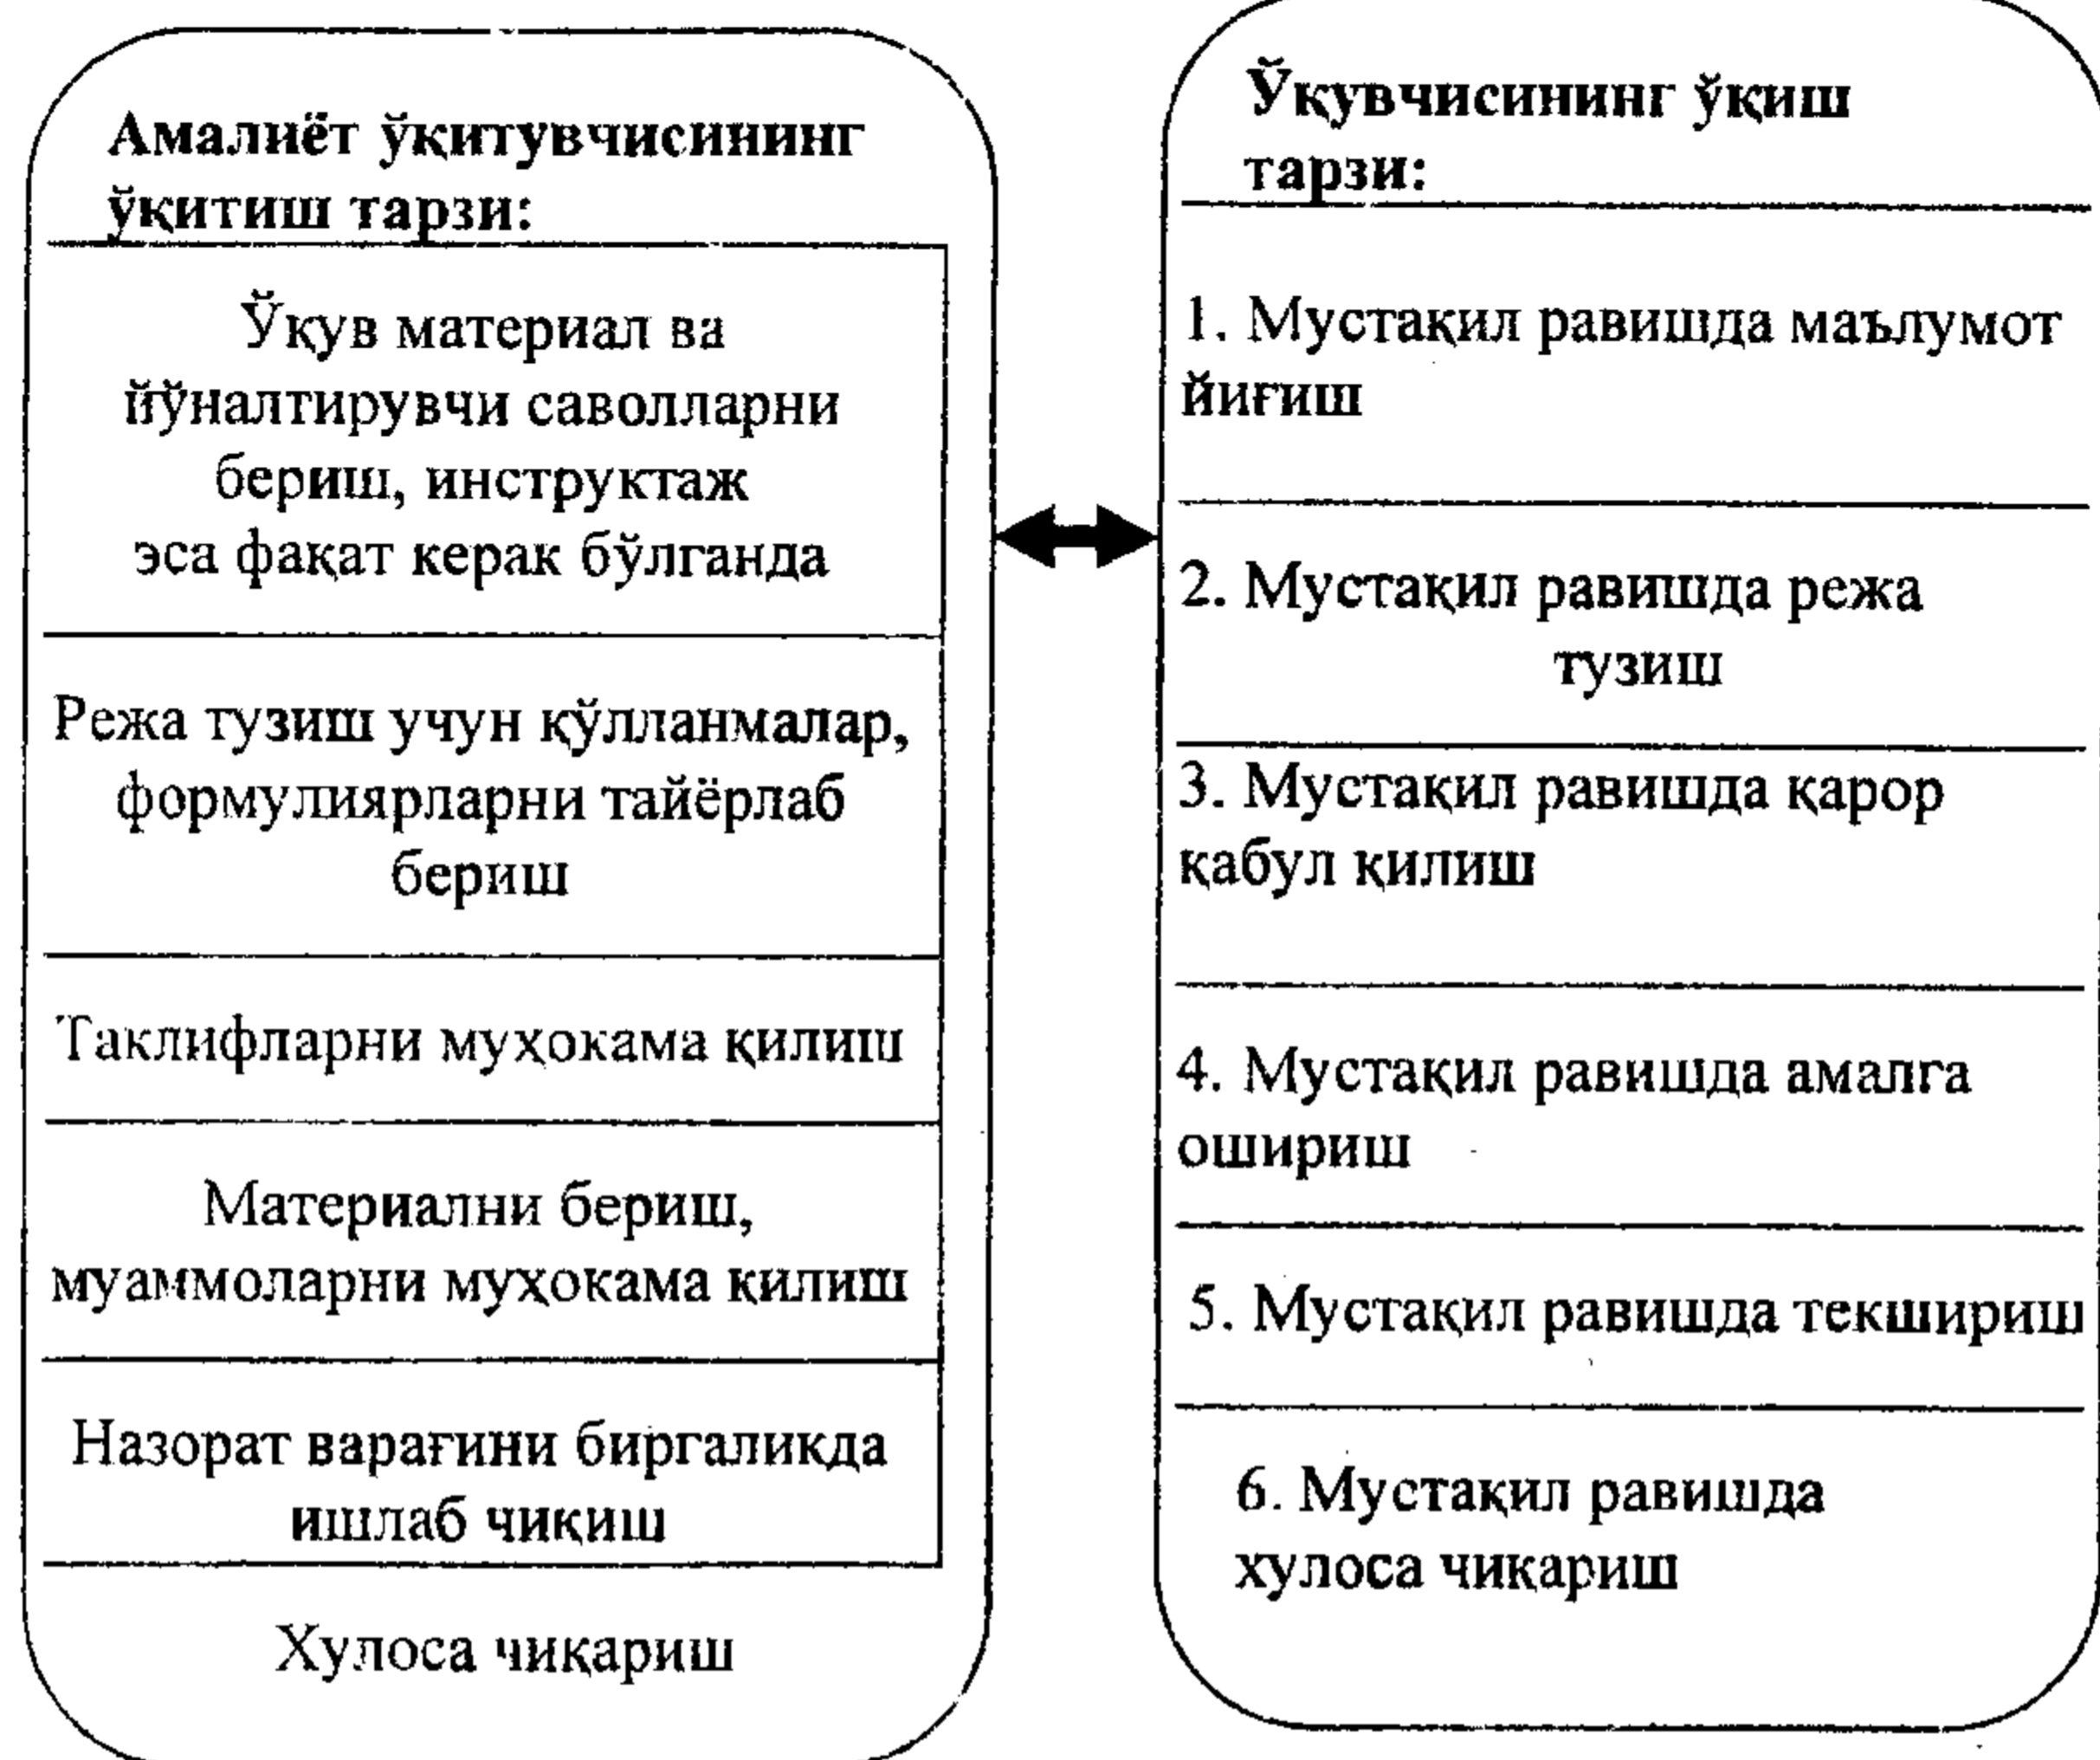 Амалиёт ўқитувчисининг
ўқитиш тарзи:
Ўқув материал ва
йўналтирувчи саволларни
бериш, инструктаж
эса фақат керак бўлганда
Режа тузиш учун қўлланмалар,
формулиярларни тайёрлаб
бериш
Таклифларни муҳокама қилиш
Материални бериш,
муаммоларни муҳокама қилиш
Назорат варағини биргаликда
ишлаб чиқиш
Хулоса чиқариш
Ўқувчисининг ўқиш
тарзи:
1. Мустақил равишда маълумот
йиғиш
2. Мустақил равишда режа
тузиш
3. Мустақил равишда қарор
қабул қилиш
4. Мустақил равишда амалга
ошириш
5. Мустақил равишда текшириш
6. Мустақил равишда
хулоса чиқариш